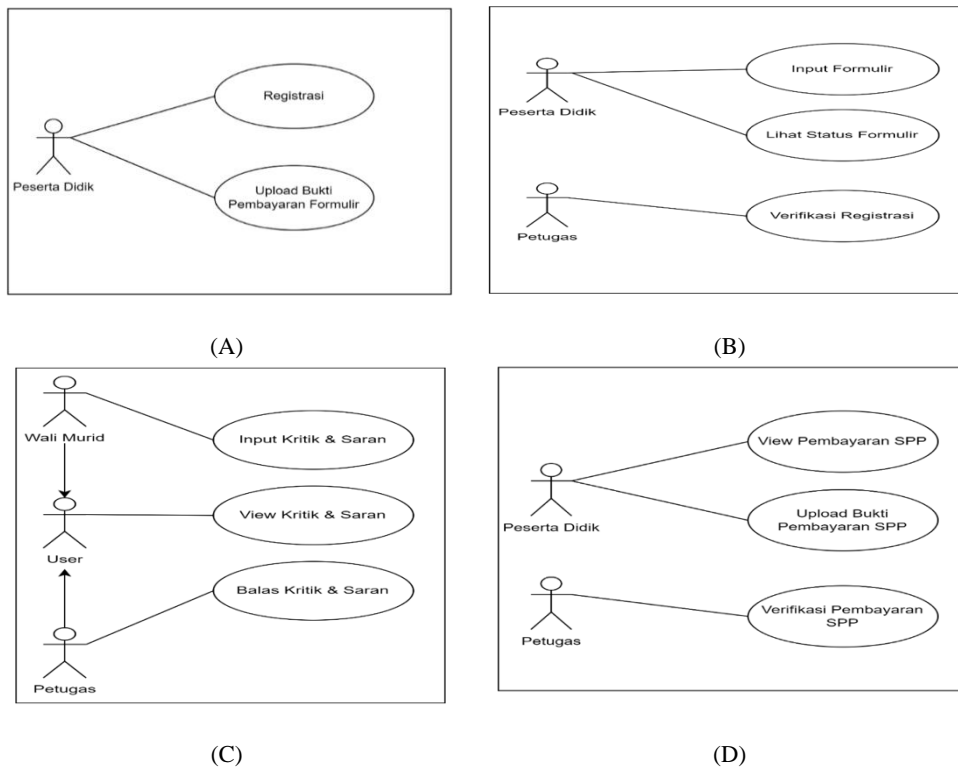 Registrasi
Peserta Didik
Upload Bukti
Pembayaran Formulir
(A)
Input Formulir
Peserta Didik
Lihat Status Formulir
Verifikasi Registrasi
Petugas
(B)
Wali Murid
Input Kritik & Saran
View Kritik & Saran
User
Balas Kritik & Saran
Petugas
(C)
View Pembayaran SPP
Peserta Didik
Upload Bukti
Pembayaran SPP
Verifikasi Pembayaran
SPP
Petugas
(D)